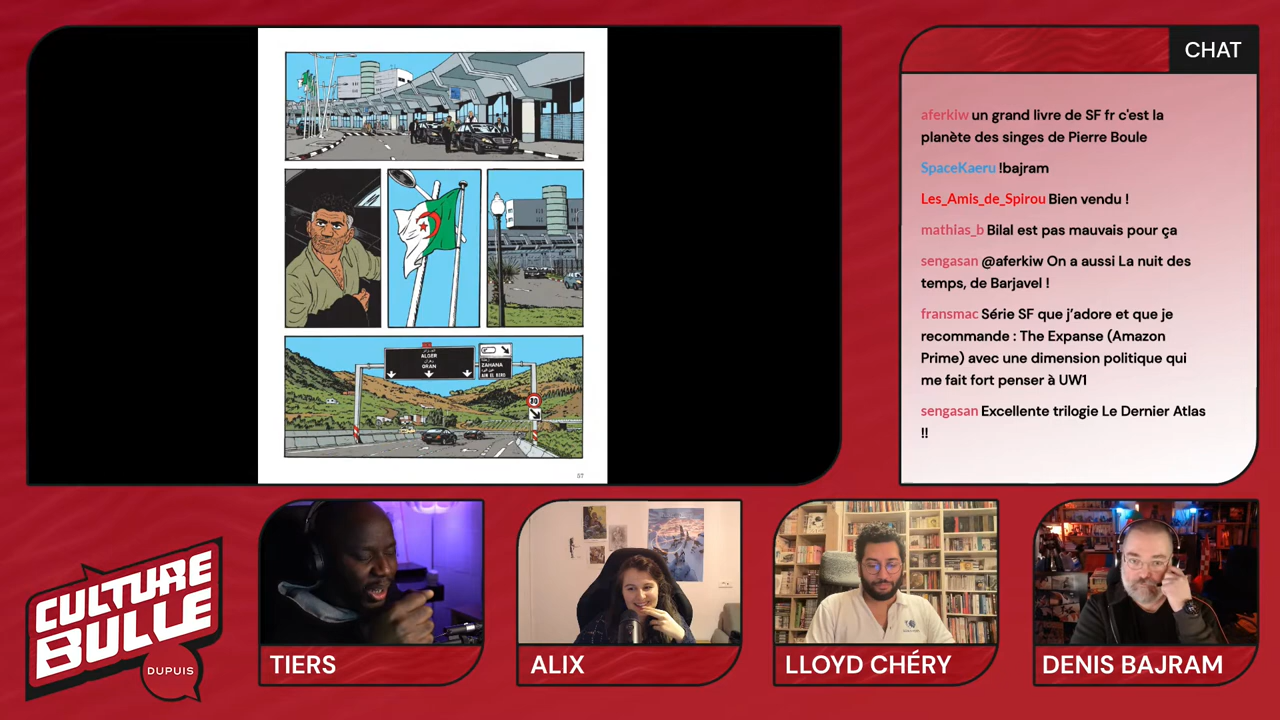 CHAT
aferkiw un grand livre de SF fr c'est la
planète des singes de Pierre Boule
SpaceKaeru !bajram
Les_Amis_de_Spirou Bien vendu !
mathias_b Bilal est pas mauvais pour ça
sengasan @aferkiw On a aussi La nuit des
temps, de Barjavel !
fransmac Série SF que j’adore et que je
recommande : The Expanse (Amazon
Prime) avec une dimension politique qui
me fait fort penser à UW1
sengasan Excellente trilogie Le Dernier Atlas
!!
ALGER
ORAN
ZAHANA
80
57
CULTURE
BULLE
DUPUIS
TIERS
ALIX
LLOYD CHÉRY
DENIS BAJRAM